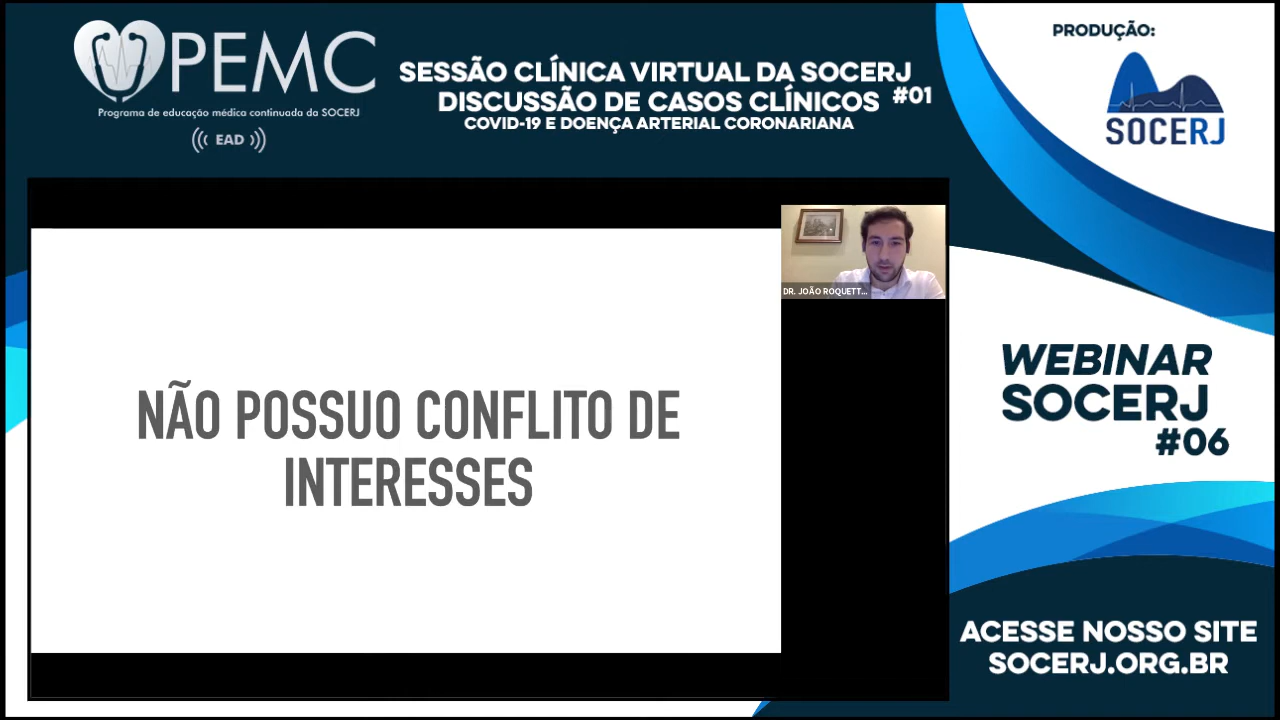 PEMC
Programa de educação médica continuada da SOCERJ
EAD
SESSÃO CLÍNICA VIRTUAL DA SOCERJ
DISCUSSÃO DE CASOS CLÍNICOS #01
COVID-19 E DOENÇA ARTERIAL CORONARIANA
PRODUÇÃO:
SOCERJ
DR. JOÃO ROQUETT...
NÃO POSSUO CONFLITO DE
INTERESSES
WEBINAR
SOCERJ
#06
ACESSE NOSSO SITE
SOCERJ.ORG.BR